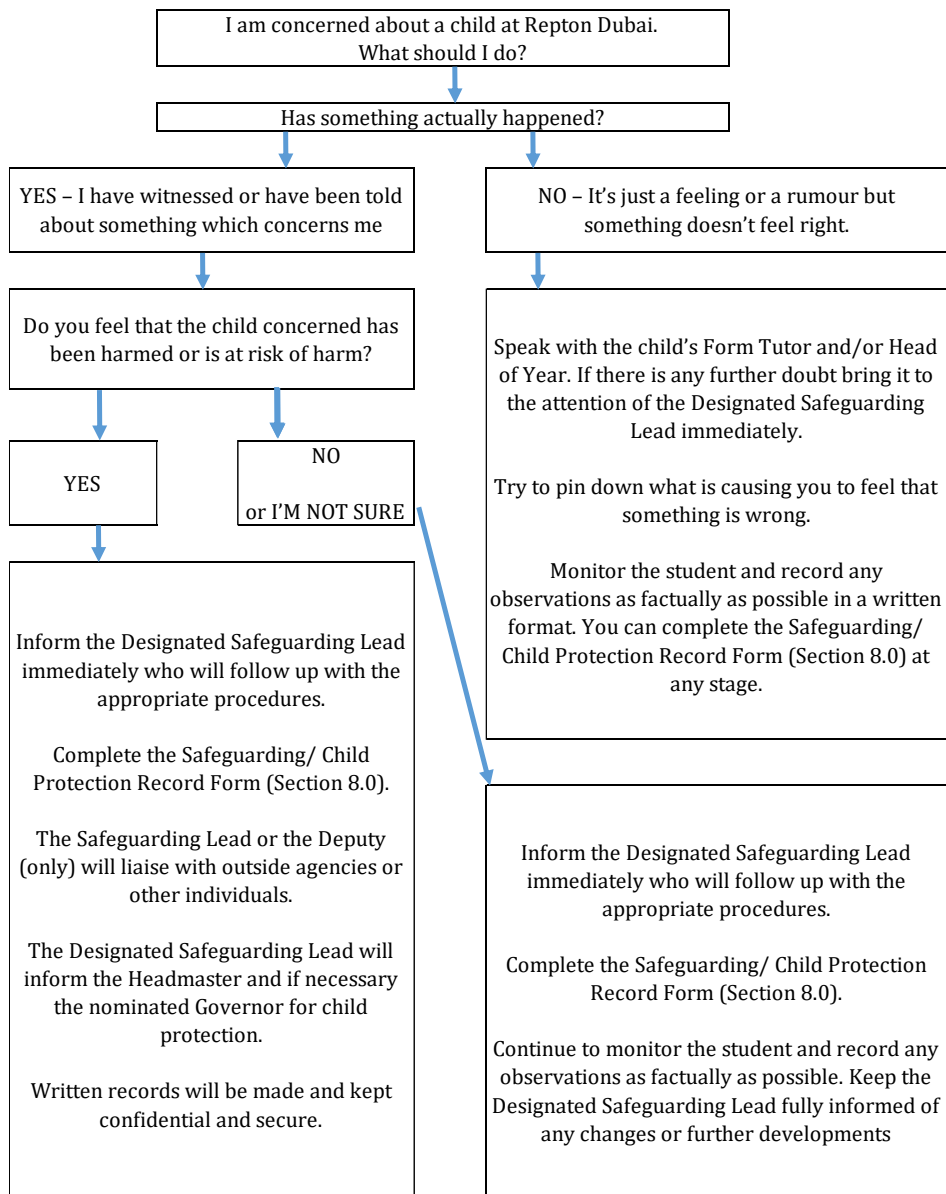 I am concerned about a child at Repton Dubai.
What should I do?
Has something actually happened?
YES – I have witnessed or have been told
about something which concerns me
NO – It's just a feeling or a rumour but
something doesn't feel right.
Do you feel that the child concerned has
been harmed or is at risk of harm?
YES
NO
or I'M NOT SURE
Speak with the child's Form Tutor and/or Head
of Year. If there is any further doubt bring it to
the attention of the Designated Safeguarding
Lead immediately.
Try to pin down what is causing you to feel that
something is wrong.
Monitor the student and record any
observations as factually as possible in a written
format. You can complete the Safeguarding/
Child Protection Record Form (Section 8.0) at
any stage.
Inform the Designated Safeguarding Lead
immediately who will follow up with the
appropriate procedures.
Complete the Safeguarding/ Child
Protection Record Form (Section 8.0).
The Safeguarding Lead or the Deputy
(only) will liaise with outside agencies or
other individuals.
The Designated Safeguarding Lead will
inform the Headmaster and if necessary
the nominated Governor for child
protection.
Written records will be made and kept
confidential and secure.
Inform the Designated Safeguarding Lead
immediately who will follow up with the
appropriate procedures.
Complete the Safeguarding/ Child Protection
Record Form (Section 8.0).
Continue to monitor the student and record any
observations as factually as possible. Keep the
Designated Safeguarding Lead fully informed of
any changes or further developments